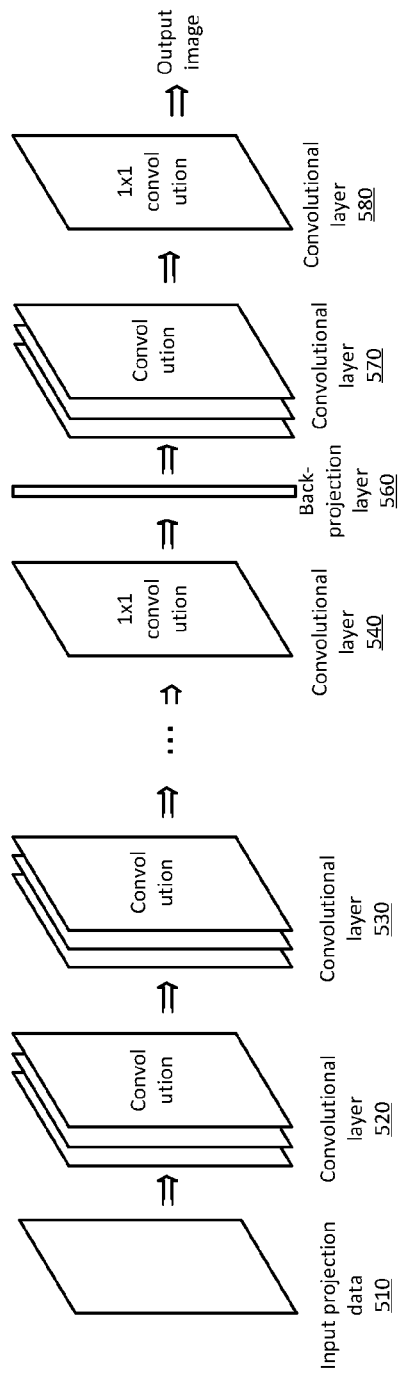 Input projection
data
510
Convol
ution
Convolutional
layer
520
Convol
ution
Convolutional
layer
530
...
1x1
convol
ution
Convolutional
layer
540
Back-
projection
layer
560
Convol
ution
Convolutional
layer
570
1x1
convol
ution
Convolutional
layer
580
Output
image